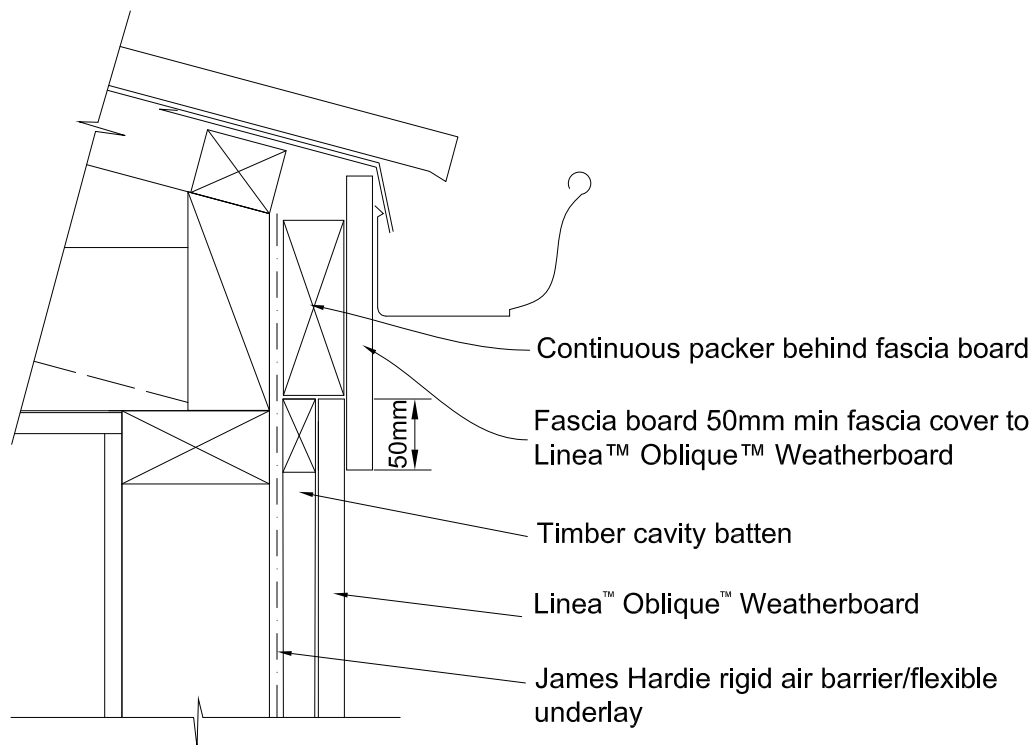 Continuous packer behind fascia board
50mm
Fascia board 50mm min fascia cover to
Linea™ Oblique™ Weatherboard
Timber cavity batten
Linea™ Oblique™ Weatherboard
James Hardie rigid air barrier/flexible
underlay